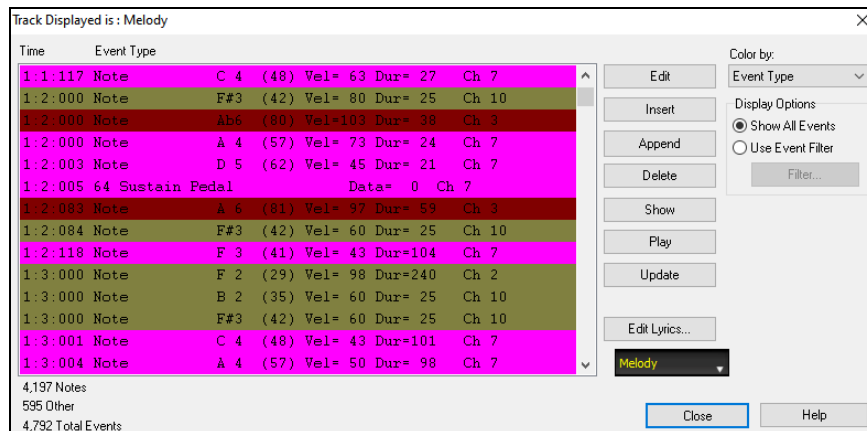 Track Displayed is : Melody
Time Event Type
1:1:117 Note C 4 (48) Vel= 63 Dur= 27 Ch 7
1:2:000 Note F#3 (42) Vel= 80 Dur= 25 Ch 10
1:2:000 Note Ab6 (80) Vel=103 Dur= 38 Ch 3
1:2:000 Note A 4 (57) Vel= 73 Dur= 24 Ch 7
1:2:003 Note D 5 (62) Vel= 45 Dur= 21 Ch 7
1:2:005 64 Sustain Pedal Data= 0 Ch 7
1:2:083 Note A 6 (81) Vel= 97 Dur= 59 Ch 3
1:2:084 Note F#3 (42) Vel= 60 Dur= 25 Ch 10
1:2:118 Note F 3 (41) Vel= 43 Dur=104 Ch 7
1:3:000 Note F 2 (29) Vel= 98 Dur=240 Ch 2
1:3:000 Note B 2 (35) Vel= 60 Dur= 25 Ch 10
1:3:000 Note F#3 (42) Vel= 60 Dur= 25 Ch 10
1:3:001 Note C 4 (48) Vel= 43 Dur=101 Ch 7
1:3:004 Note A 4 (57) Vel= 50 Dur= 98 Ch 7
4,197 Notes
595 Other
4,792 Total Events
Edit
Insert
Append
Delete
Show
Play
Update
Edit Lyrics...
Melody
Color by:
Event Type
Display Options
Show All Events
Use Event Filter
Filter...
Close
Help